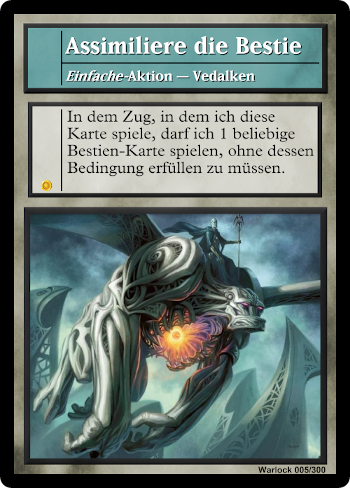 Assimiliere die Bestie
Einfache-Aktion — Vedalken
In dem Zug, in dem ich diese
Karte spiele, darf ich 1 beliebige
Bestien-Karte spielen, ohne dessen
Bedingung erfüllen zu müssen.
Warlock 005/300